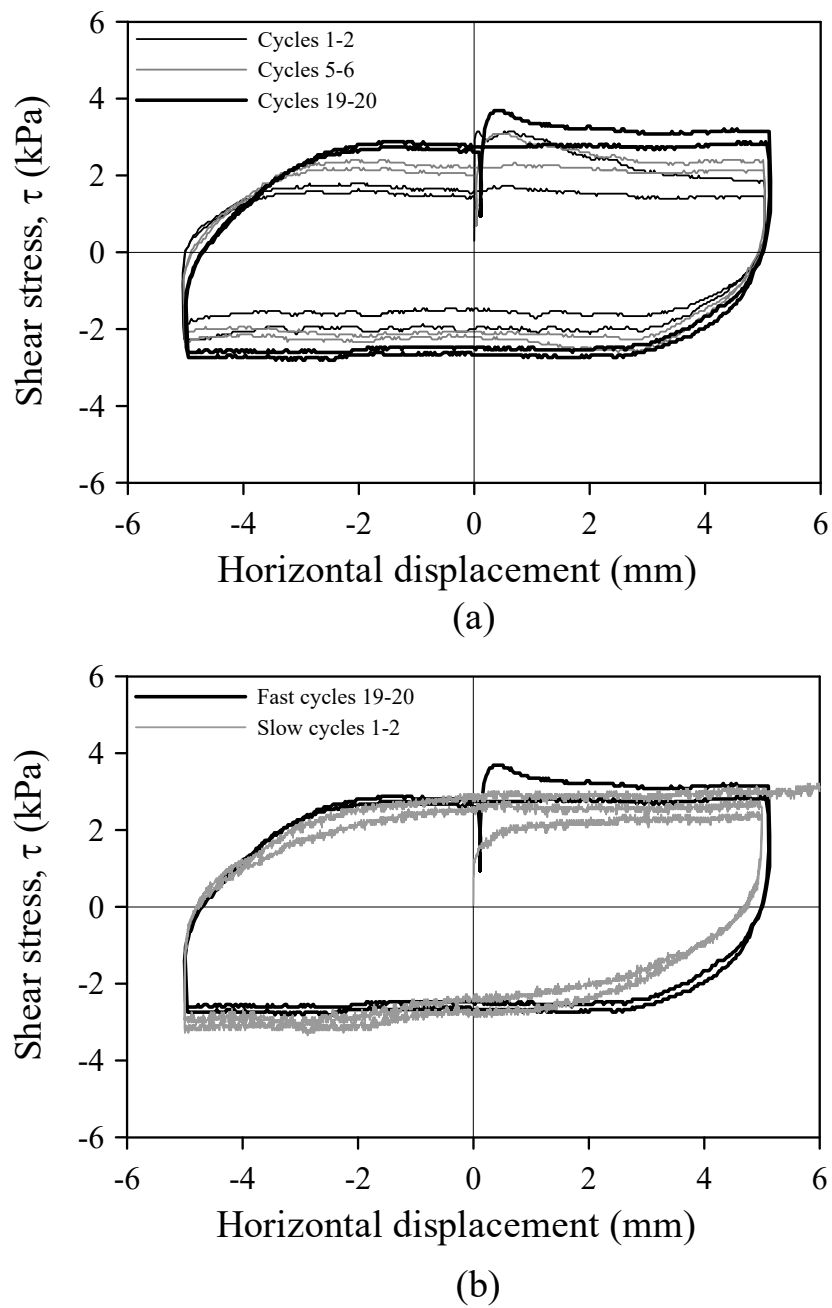 6
4
2
0
-2
-4
-6
Shear stress, τ (kPa)
Cycles 1-2
Cycles 5-6
Cycles 19-20
-6 -4 -2 0 2 4 6
Horizontal displacement (mm)
(a)
6
4
2
0
-2
-4
-6
Shear stress, τ (kPa)
Fast cycles 19-20
Slow cycles 1-2
-6 -4 -2 0 2 4 6
Horizontal displacement (mm)
(b)